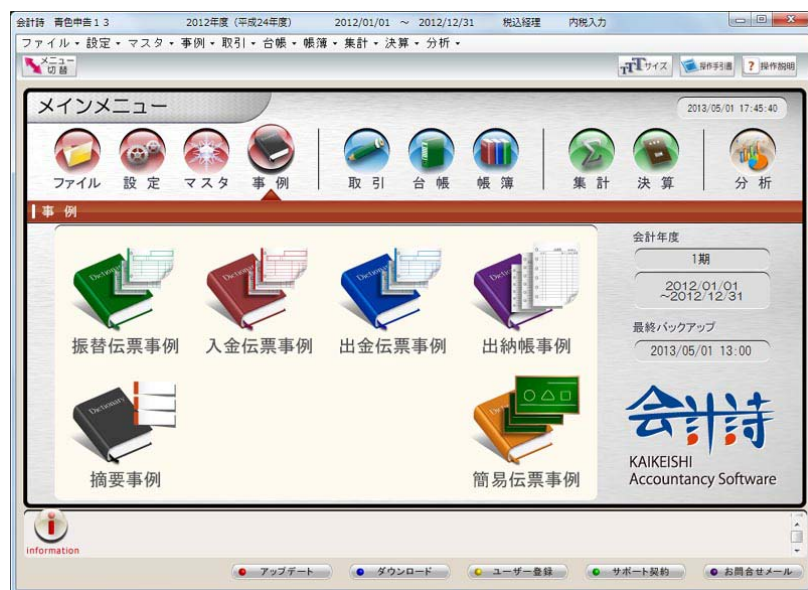 会計詩 青色申告13 2012年度（平成24年度） 2012/01/01 ～ 2012/12/31 税込経理 内税入力
ファイル・設定・マスタ・事例・取引・台帳・帳簿・集計・決算・分析・
メニュー
切替
TTTサイズ 操作手引書 ? 操作説明
メインメニュー
2013/05/01 17:45:40
ファイル 設定 マスタ 事例 取引 台帳 帳簿 集計 決算 分析
事例
会計年度
1期
2012/01/01
～2012/12/31
最終バックアップ
2013/05/01 13:00
Dictionary Dictionary Dictionary Dictionary
振替伝票事例 入金伝票事例 出金伝票事例 出納帳事例
Dictionary
摘要事例 簡易伝票事例
会計詩
KAIKEISHI
Accountancy Software
information
アップデート ダウンロード ユーザー登録 サポート契約 お問合せメール